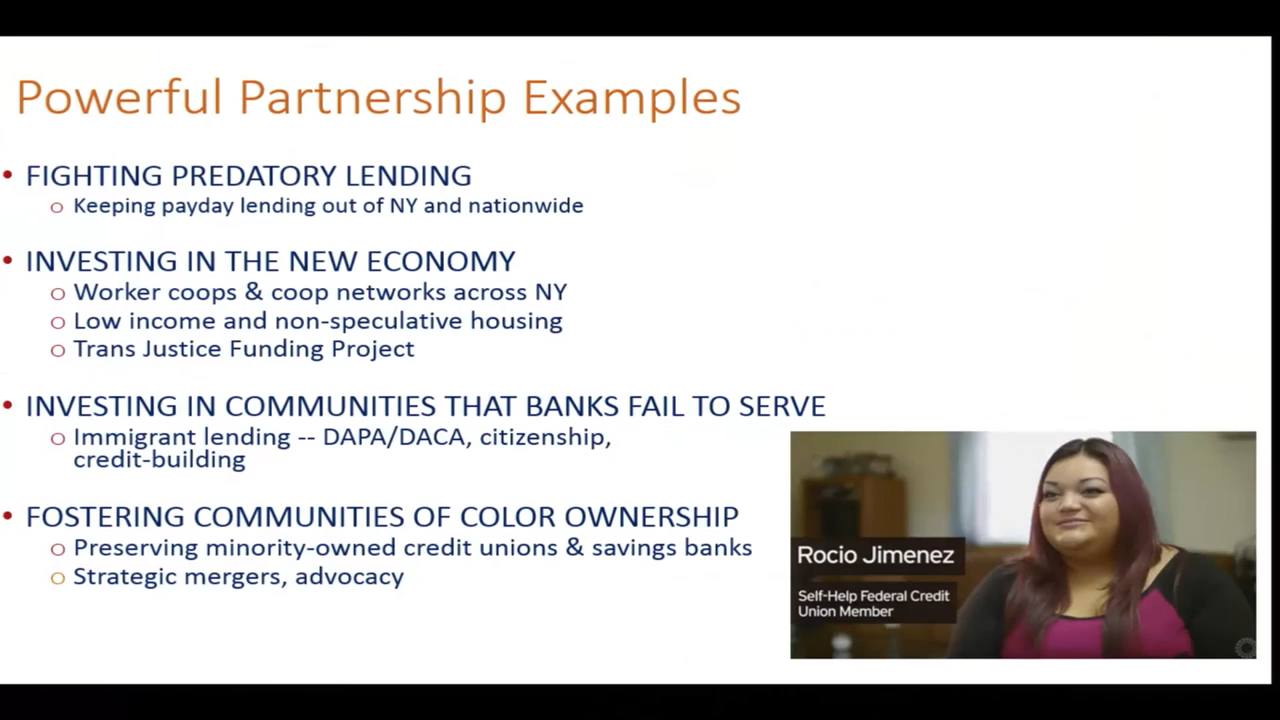 Powerful Partnership Examples
• FIGHTING PREDATORY LENDING
o Keeping payday lending out of NY and nationwide
• INVESTING IN THE NEW ECONOMY
o Worker coops & coop networks across NY
o Low income and non-speculative housing
o Trans Justice Funding Project
• INVESTING IN COMMUNITIES THAT BANKS FAIL TO SERVE
o Immigrant lending -- DAPA/DACA, citizenship,
credit-building
• FOSTERING COMMUNITIES OF COLOR OWNERSHIP
o Preserving minority-owned credit unions & savings banks
o Strategic mergers, advocacy
Rocio Jimenez
Self-Help Federal Credit
Union Member